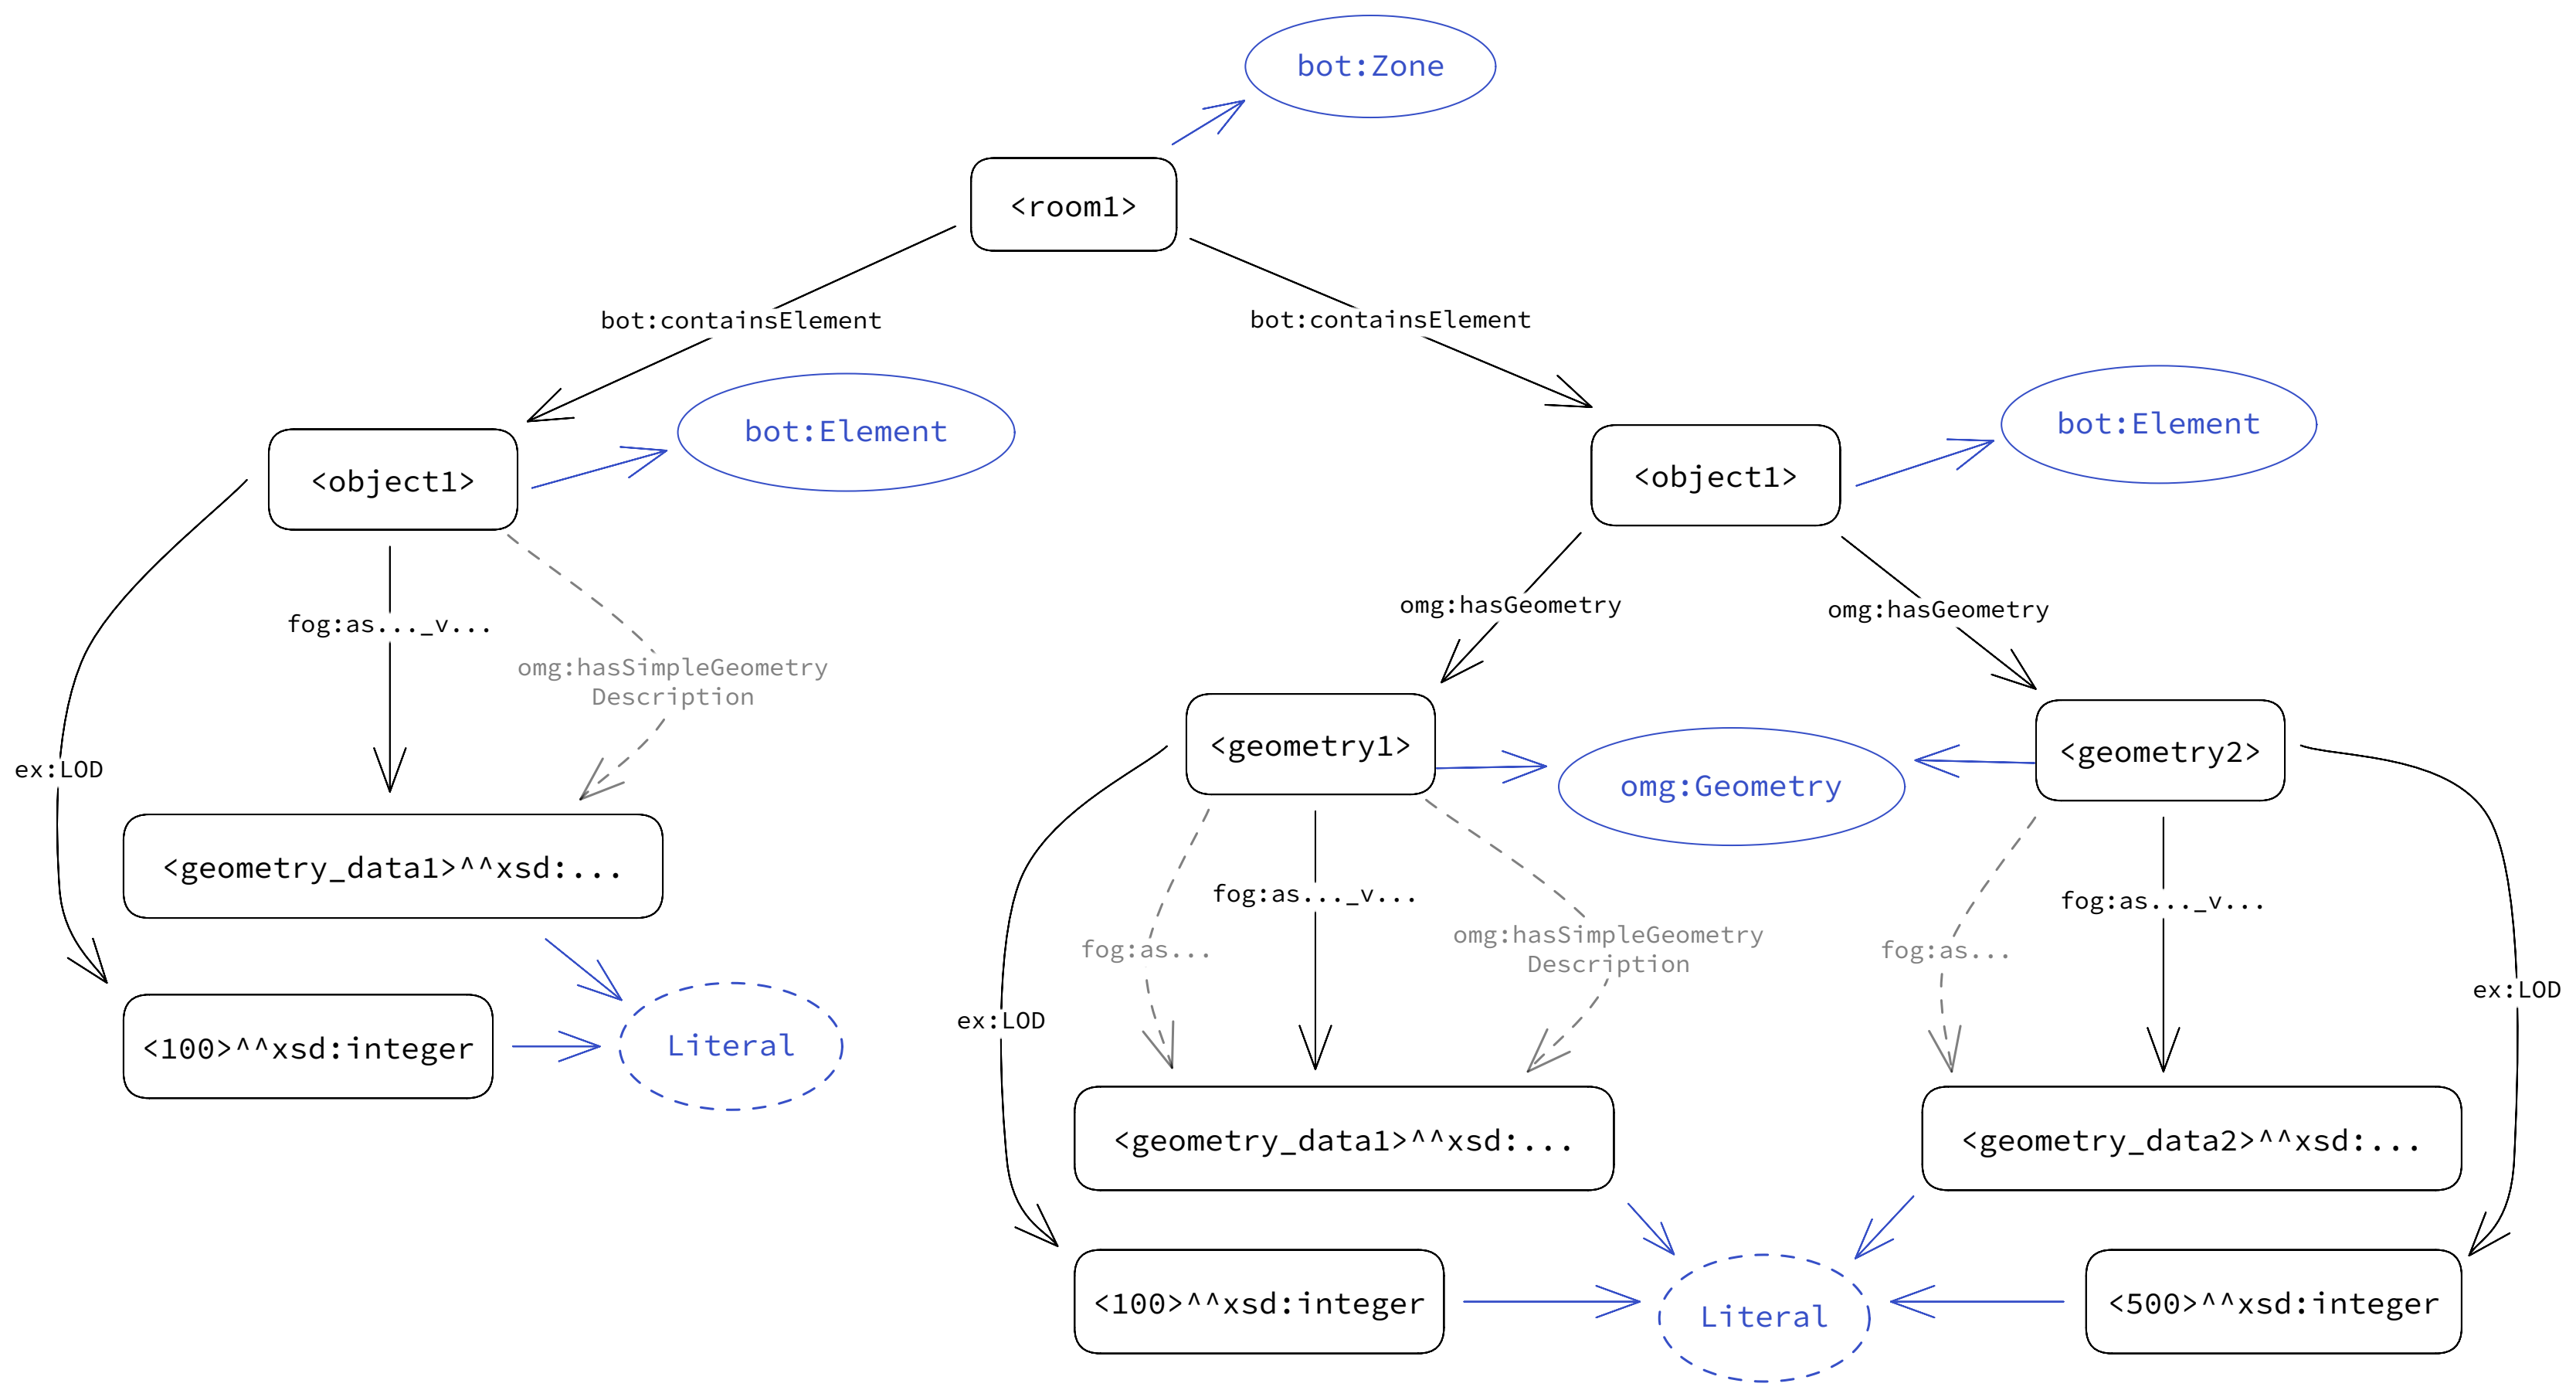 bot:Zone
<room1>
bot:containsElement
bot:containsElement
bot:Element
bot:Element
<object1>
<object1>
omg:hasGeometry
omg:hasGeometry
fog:as..._v...
omg:hasSimpleGeometry
Description
ex:LOD
<geometry1>
<geometry2>
omg:Geometry
<geometry_data1>^^xsd:...
fog:as..._v...
fog:as..._v...
fog:as...
omg:hasSimpleGeometry
Description
fog:as...
ex:LOD
ex:LOD
<100>^^xsd:integer
Literal
<geometry_data1>^^xsd:...
<geometry_data2>^^xsd:...
<100>^^xsd:integer
Literal
<500>^^xsd:integer